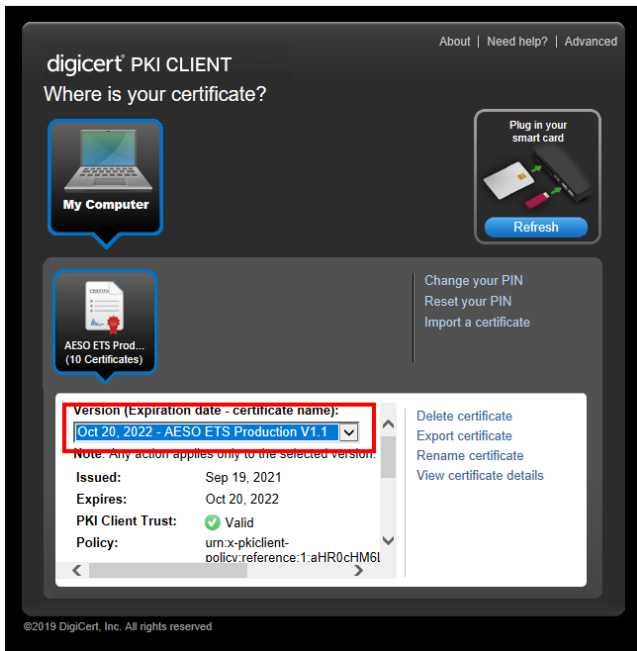 About | Need help? | Advanced
digicert® PKI CLIENT
Where is your certificate?
My Computer
Plug in your
smart card
Refresh
AESO ETS Prod...
(10 Certificates)
Change your PIN
Reset your PIN
Import a certificate
Version (Expiration date - certificate name):
Oct 20, 2022 - AESO ETS Production V1.1
Note: Any action applies only to the selected version.
Issued: Sep 19, 2021
Expires: Oct 20, 2022
PKI Client Trust: Valid
Policy: urn:x-pkiclient-
policy:reference:1:aHR0cHM6L
Delete certificate
Export certificate
Rename certificate
View certificate details
©2019 DigiCert, Inc. All rights reserved